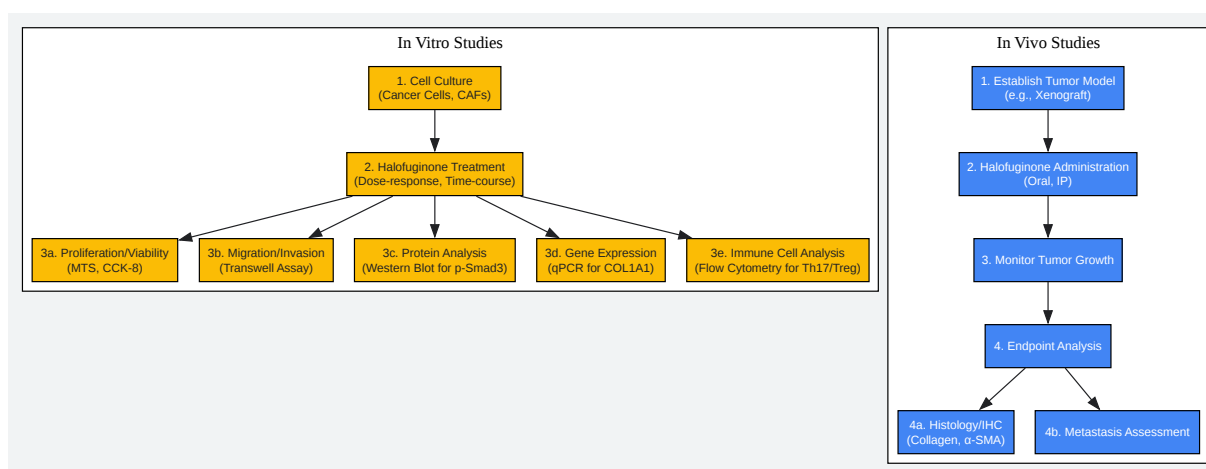 In Vitro Studies
1. Cell Culture
(Cancer Cells, CAFs)
2. Halofuginone Treatment
(Dose-response, Time-course)
3a. Proliferation/Viability
(MTS, CCK-8)
3b. Migration/Invasion
(Transwell Assay)
3c. Protein Analysis
(Western Blot for p-Smad3)
3d. Gene Expression
(qPCR for COL1A1)
3e. Immune Cell Analysis
(Flow Cytometry for Th17/Treg)
In Vivo Studies
1. Establish Tumor Model
(e.g., Xenograft)
2. Halofuginone Administration
(Oral, IP)
3. Monitor Tumor Growth
4. Endpoint Analysis
4a. Histology/IHC
(Collagen, α-SMA)
4b. Metastasis Assessment